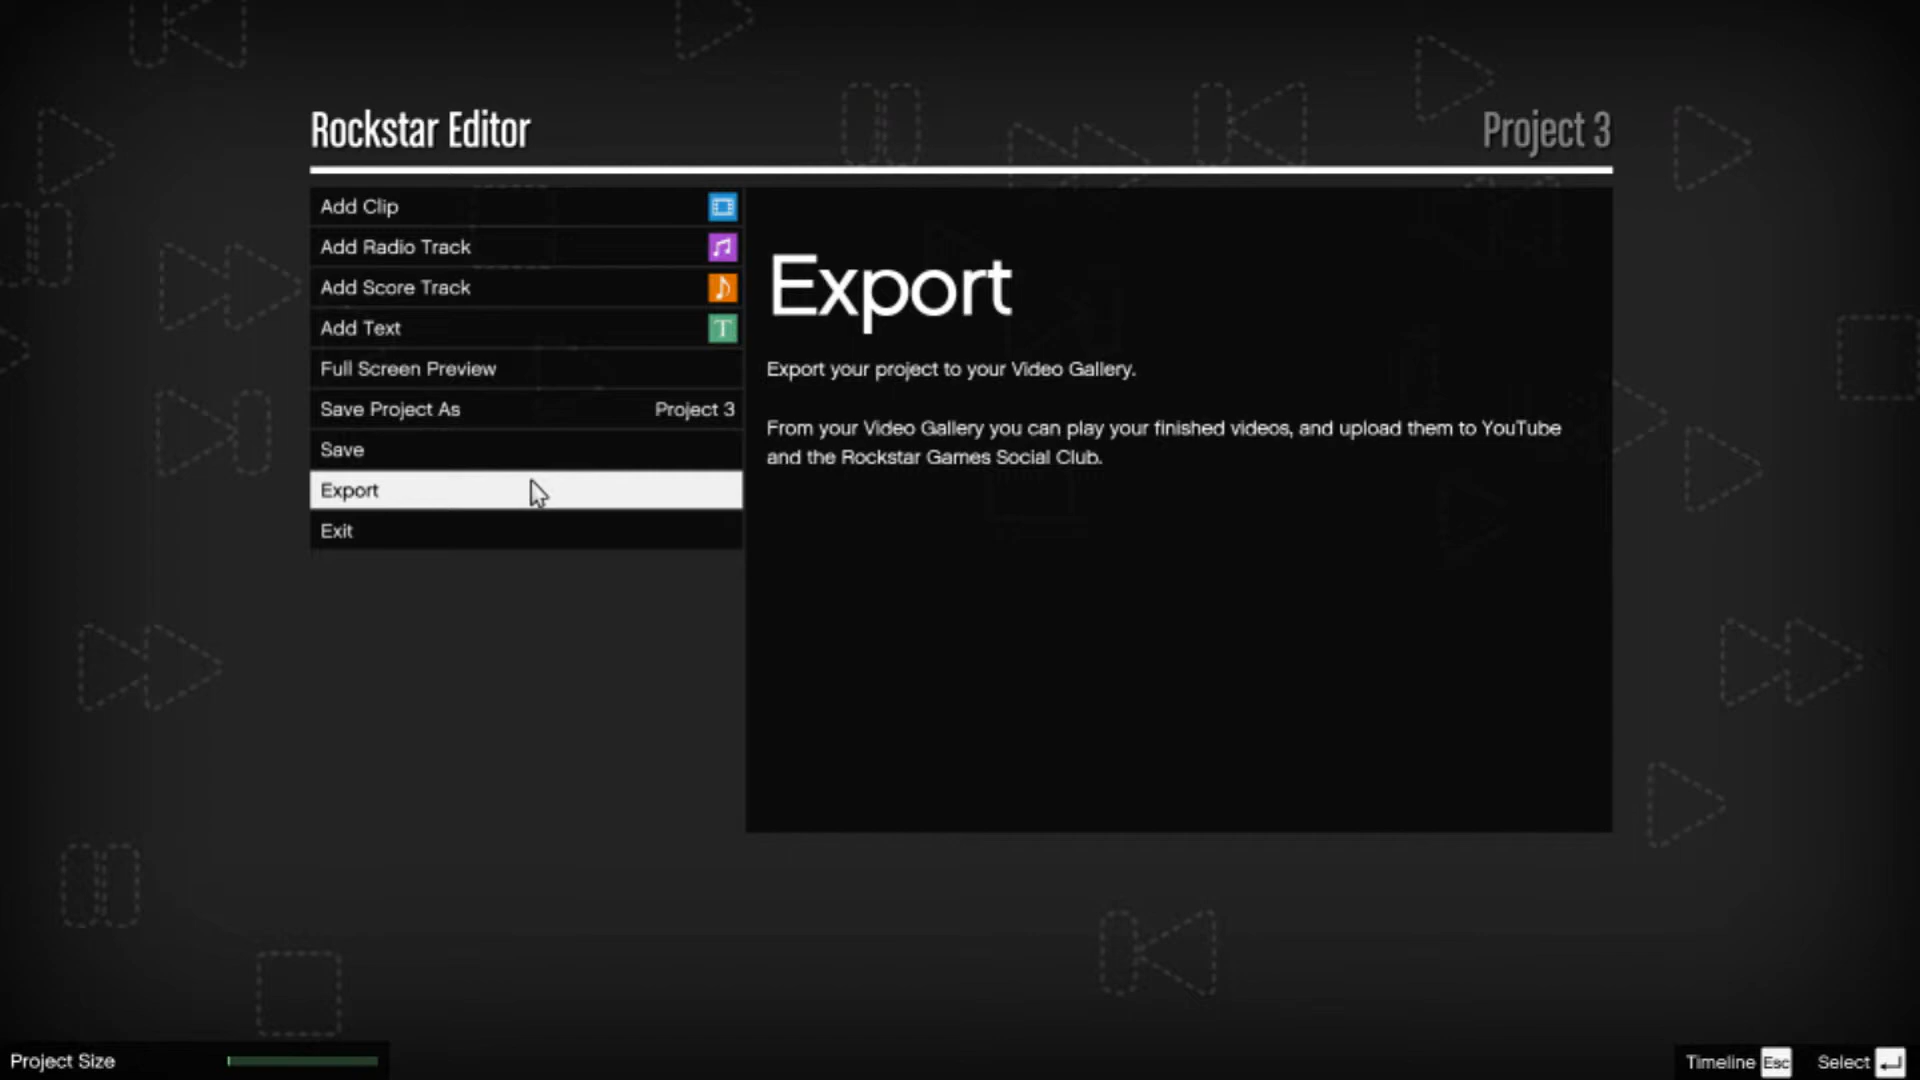 Rockstar Editor
Project 3
Add Clip
Add Radio Track
Add Score Track
Add Text
T
Full Screen Preview
Save Project As Project 3
Save
Export
Exit
Export
Export your project to your Video Gallery.
From your Video Gallery you can play your finished videos, and upload them to YouTube
and the Rockstar Games Social Club.
Project Size
Timeline Esc Select